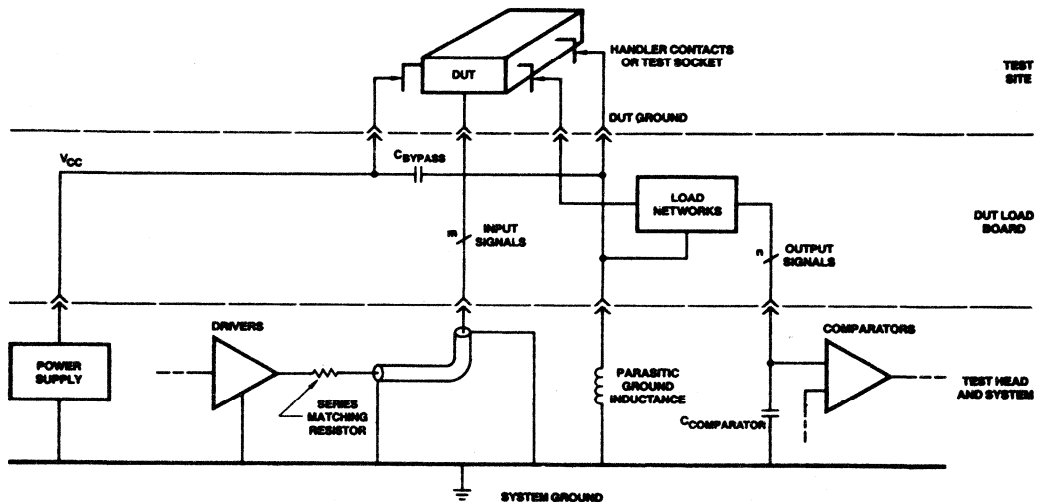 HANDLER CONTACTS
OR TEST SOCKET
TEST
SITE
DUT
DUT GROUND
VCC
CBYPASS
LOAD
NETWORKS
DUT LOAD
BOARD
m
INPUT
SIGNALS
n
OUTPUT
SIGNALS
DRIVERS
COMPARATORS
POWER
SUPPLY
SERIES
MATCHING
RESISTOR
PARASITIC
GROUND
INDUCTANCE
TEST HEAD
AND SYSTEM
CCOMPARATOR
SYSTEM GROUND